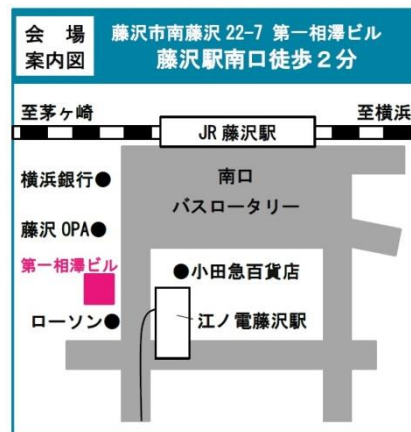 会場
案内図
藤沢市南藤沢 22-7 第一相澤ビル
藤沢駅南口徒歩2分
至茅ヶ崎
至横浜
JR 藤沢駅
横浜銀行●
南口
バスロータリー
藤沢 OPA●
第一相澤ビル
●小田急百貨店
ローソン●
江ノ電藤沢駅